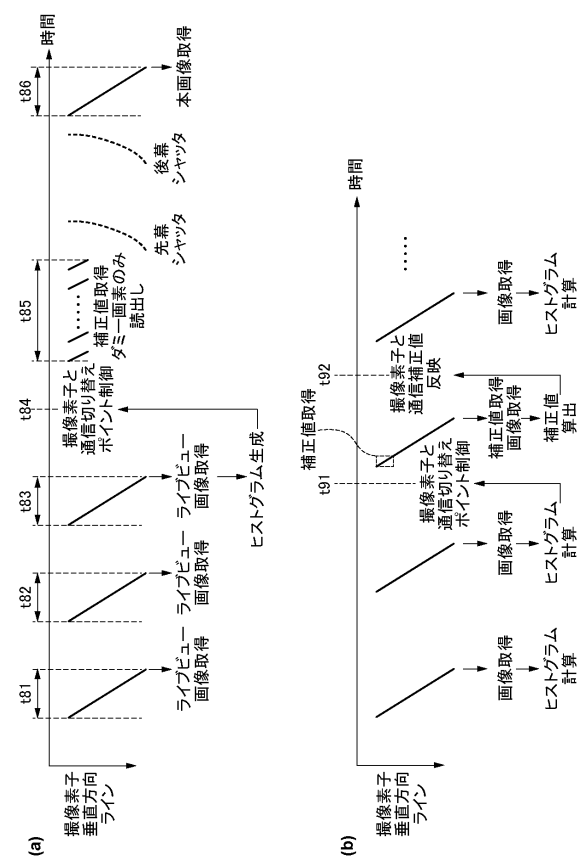 (a)
撮像素子
垂直方向
ライン
時間
t81
t82
t83
t84
t85
t86
ライブビュー
画像取得
ライブビュー
画像取得
ライブビュー
画像取得
ヒストグラム生成
撮像素子と
通信切り替え
ポイント制御
補正値取得
ダミー画素のみ
読出し
先幕
シャッタ
後幕
シャッタ
本画像取得
(b)
撮像素子
垂直方向
ライン
時間
画像取得
ヒストグラム
計算
画像取得
ヒストグラム
計算
t91
撮像素子と
通信切り替え
ポイント制御
補正値取得
補正値取得
画像取得
補正値
算出
t92
撮像素子と
通信補正値
反映
画像取得
ヒストグラム
計算